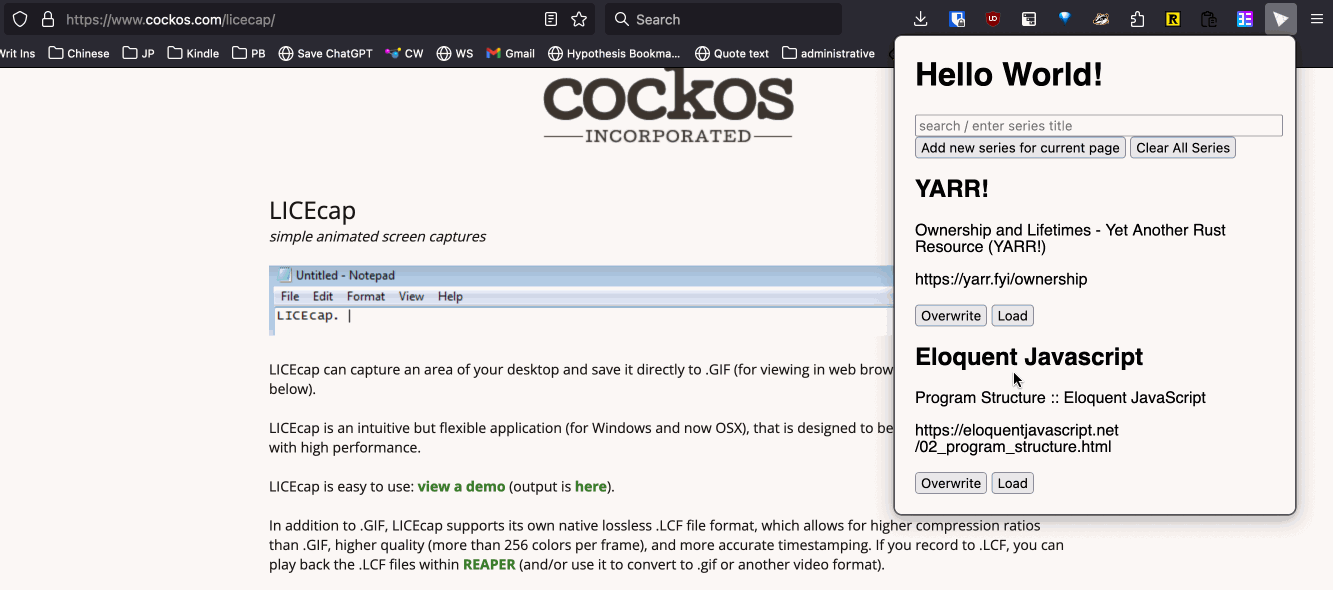 https://www.cockos.com/licecap/
Search
Writ Ins Chinese JP Kindle PB Save ChatGPT CW WS Gmail Hypothesis Bookma... Quote text administrative
cockos
INCORPORATED
LICEcap
simple animated screen captures
Untitled - Notepad
File Edit Format View Help
LICEcap. |
LICEcap can capture an area of your desktop and save it directly to .GIF (for viewing in web brow
below).
LICEcap is an intuitive but flexible application (for Windows and now OSX), that is designed to be
with high performance.
LICEcap is easy to use: view a demo (output is here).
In addition to .GIF, LICEcap supports its own native lossless .LCF file format, which allows for higher compression ratios
than .GIF, higher quality (more than 256 colors per frame), and more accurate timestamping. If you record to .LCF, you can
play back the .LCF files within REAPER (and/or use it to convert to .gif or another video format).
Hello World!
search / enter series title
Add new series for current page Clear All Series
YARR!
Ownership and Lifetimes - Yet Another Rust
Resource (YARR!)
https://yarr.fyi/ownership
Overwrite Load
Eloquent Javascript
Program Structure :: Eloquent JavaScript
https://eloquentjavascript.net
/02_program_structure.html
Overwrite Load